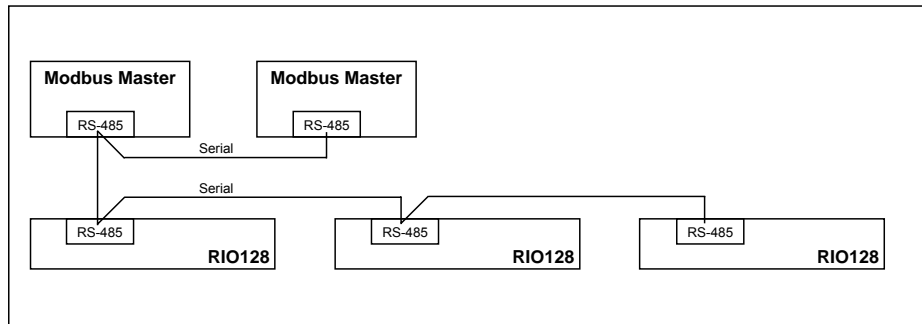 Modbus Master
Modbus Master
RS-485
RS-485
Serial
Serial
RS-485
RS-485
RS-485
RIO128
RIO128
RIO128